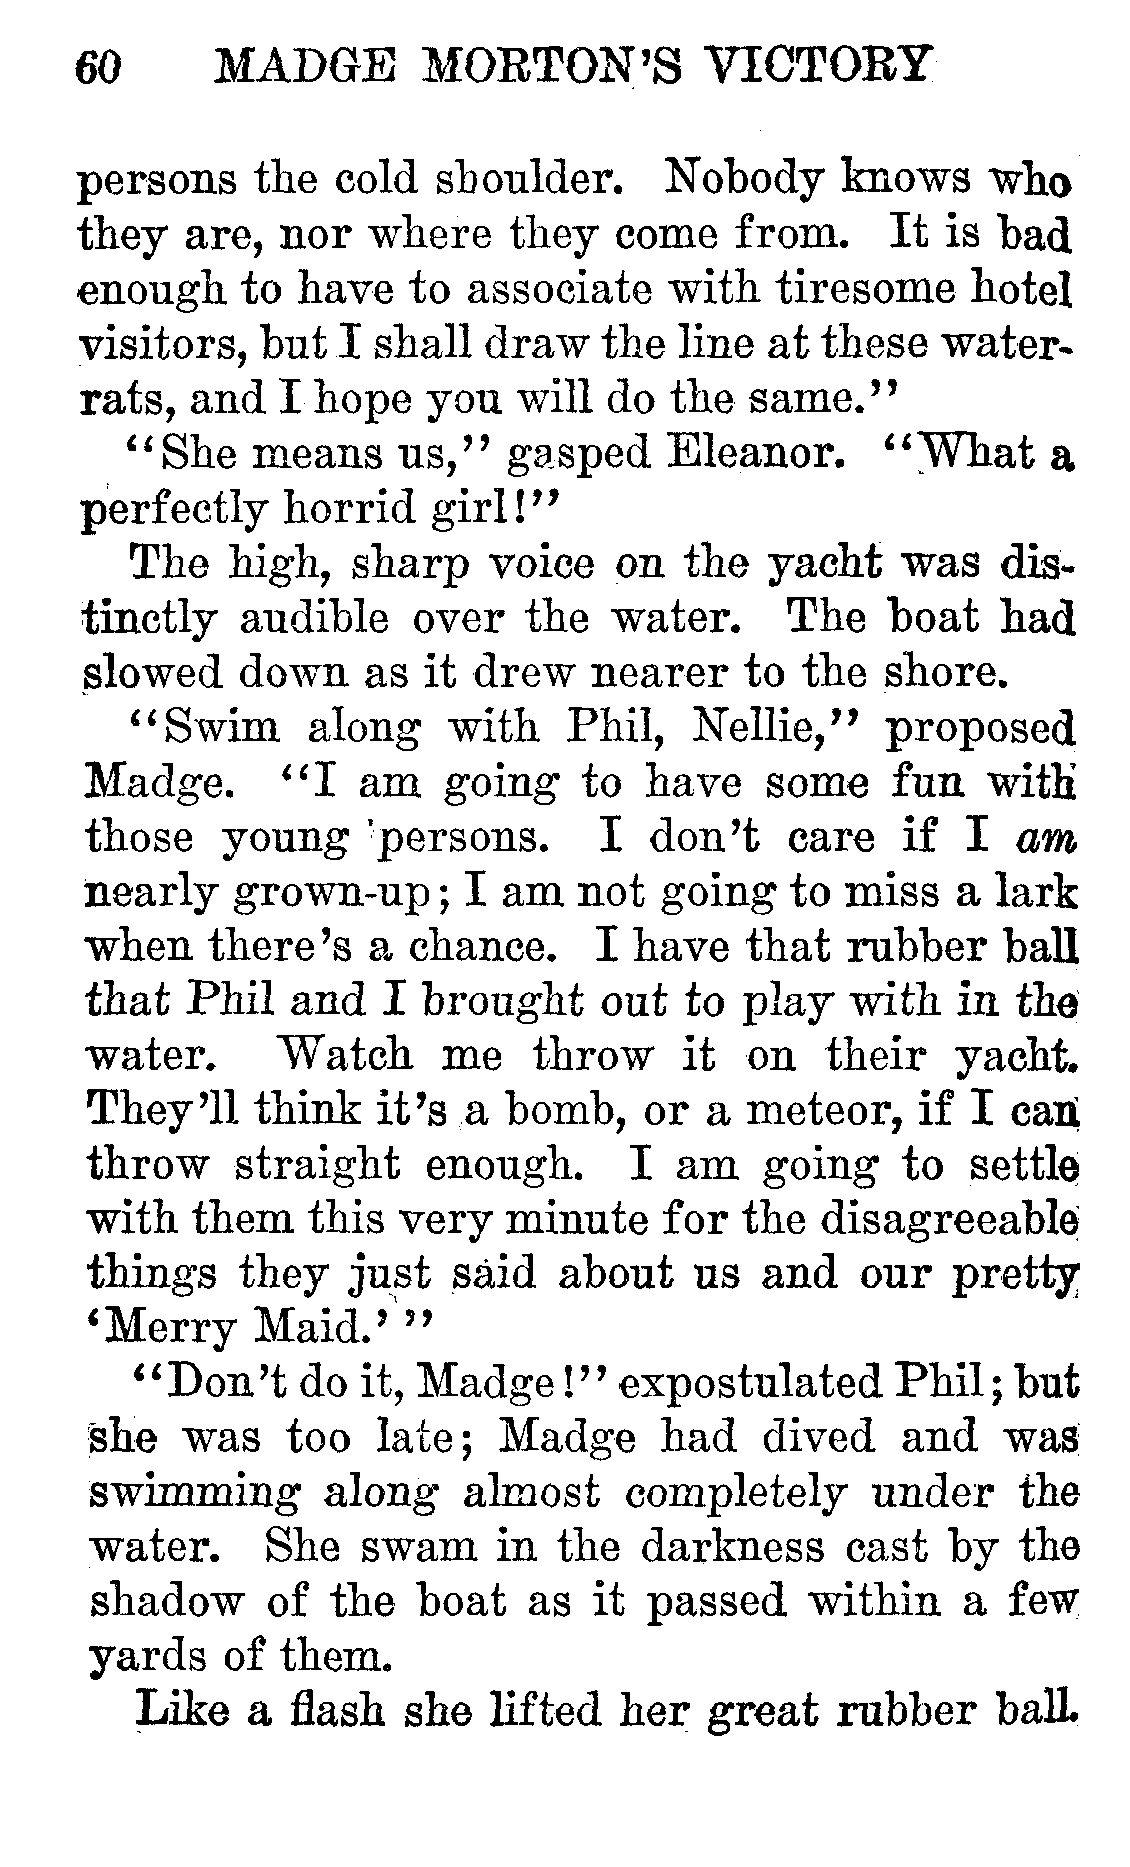 60 MADGE MORTON'S VICTORY
persons the cold shoulder. Nobody knows who
they are, nor where they come from. It is bad
enough to have to associate with tiresome hotel
visitors, but I shall draw the line at these water-
rats, and I hope you will do the same."
"She means us," gasped Eleanor. "What a
perfectly horrid girl!"
The high, sharp voice on the yacht was dis-
tinctly audible over the water. The boat had
slowed down as it drew nearer to the shore.
"Swim along with Phil, Nellie," proposed
Madge. "I am going to have some fun with
those young persons. I don't care if I am
nearly grown-up; I am not going to miss a lark
when there's a chance. I have that rubber ball
that Phil and I brought out to play with in the
water. Watch me throw it on their yacht.
They'll think it's a bomb, or a meteor, if I can
throw straight enough. I am going to settle
with them this very minute for the disagreeable
things they just said about us and our pretty
'Merry Maid.' "
"Don't do it, Madge!" expostulated Phil; but
she was too late; Madge had dived and was
swimming along almost completely under the
water. She swam in the darkness cast by the
shadow of the boat as it passed within a few
yards of them.
Like a flash she lifted her great rubber ball.